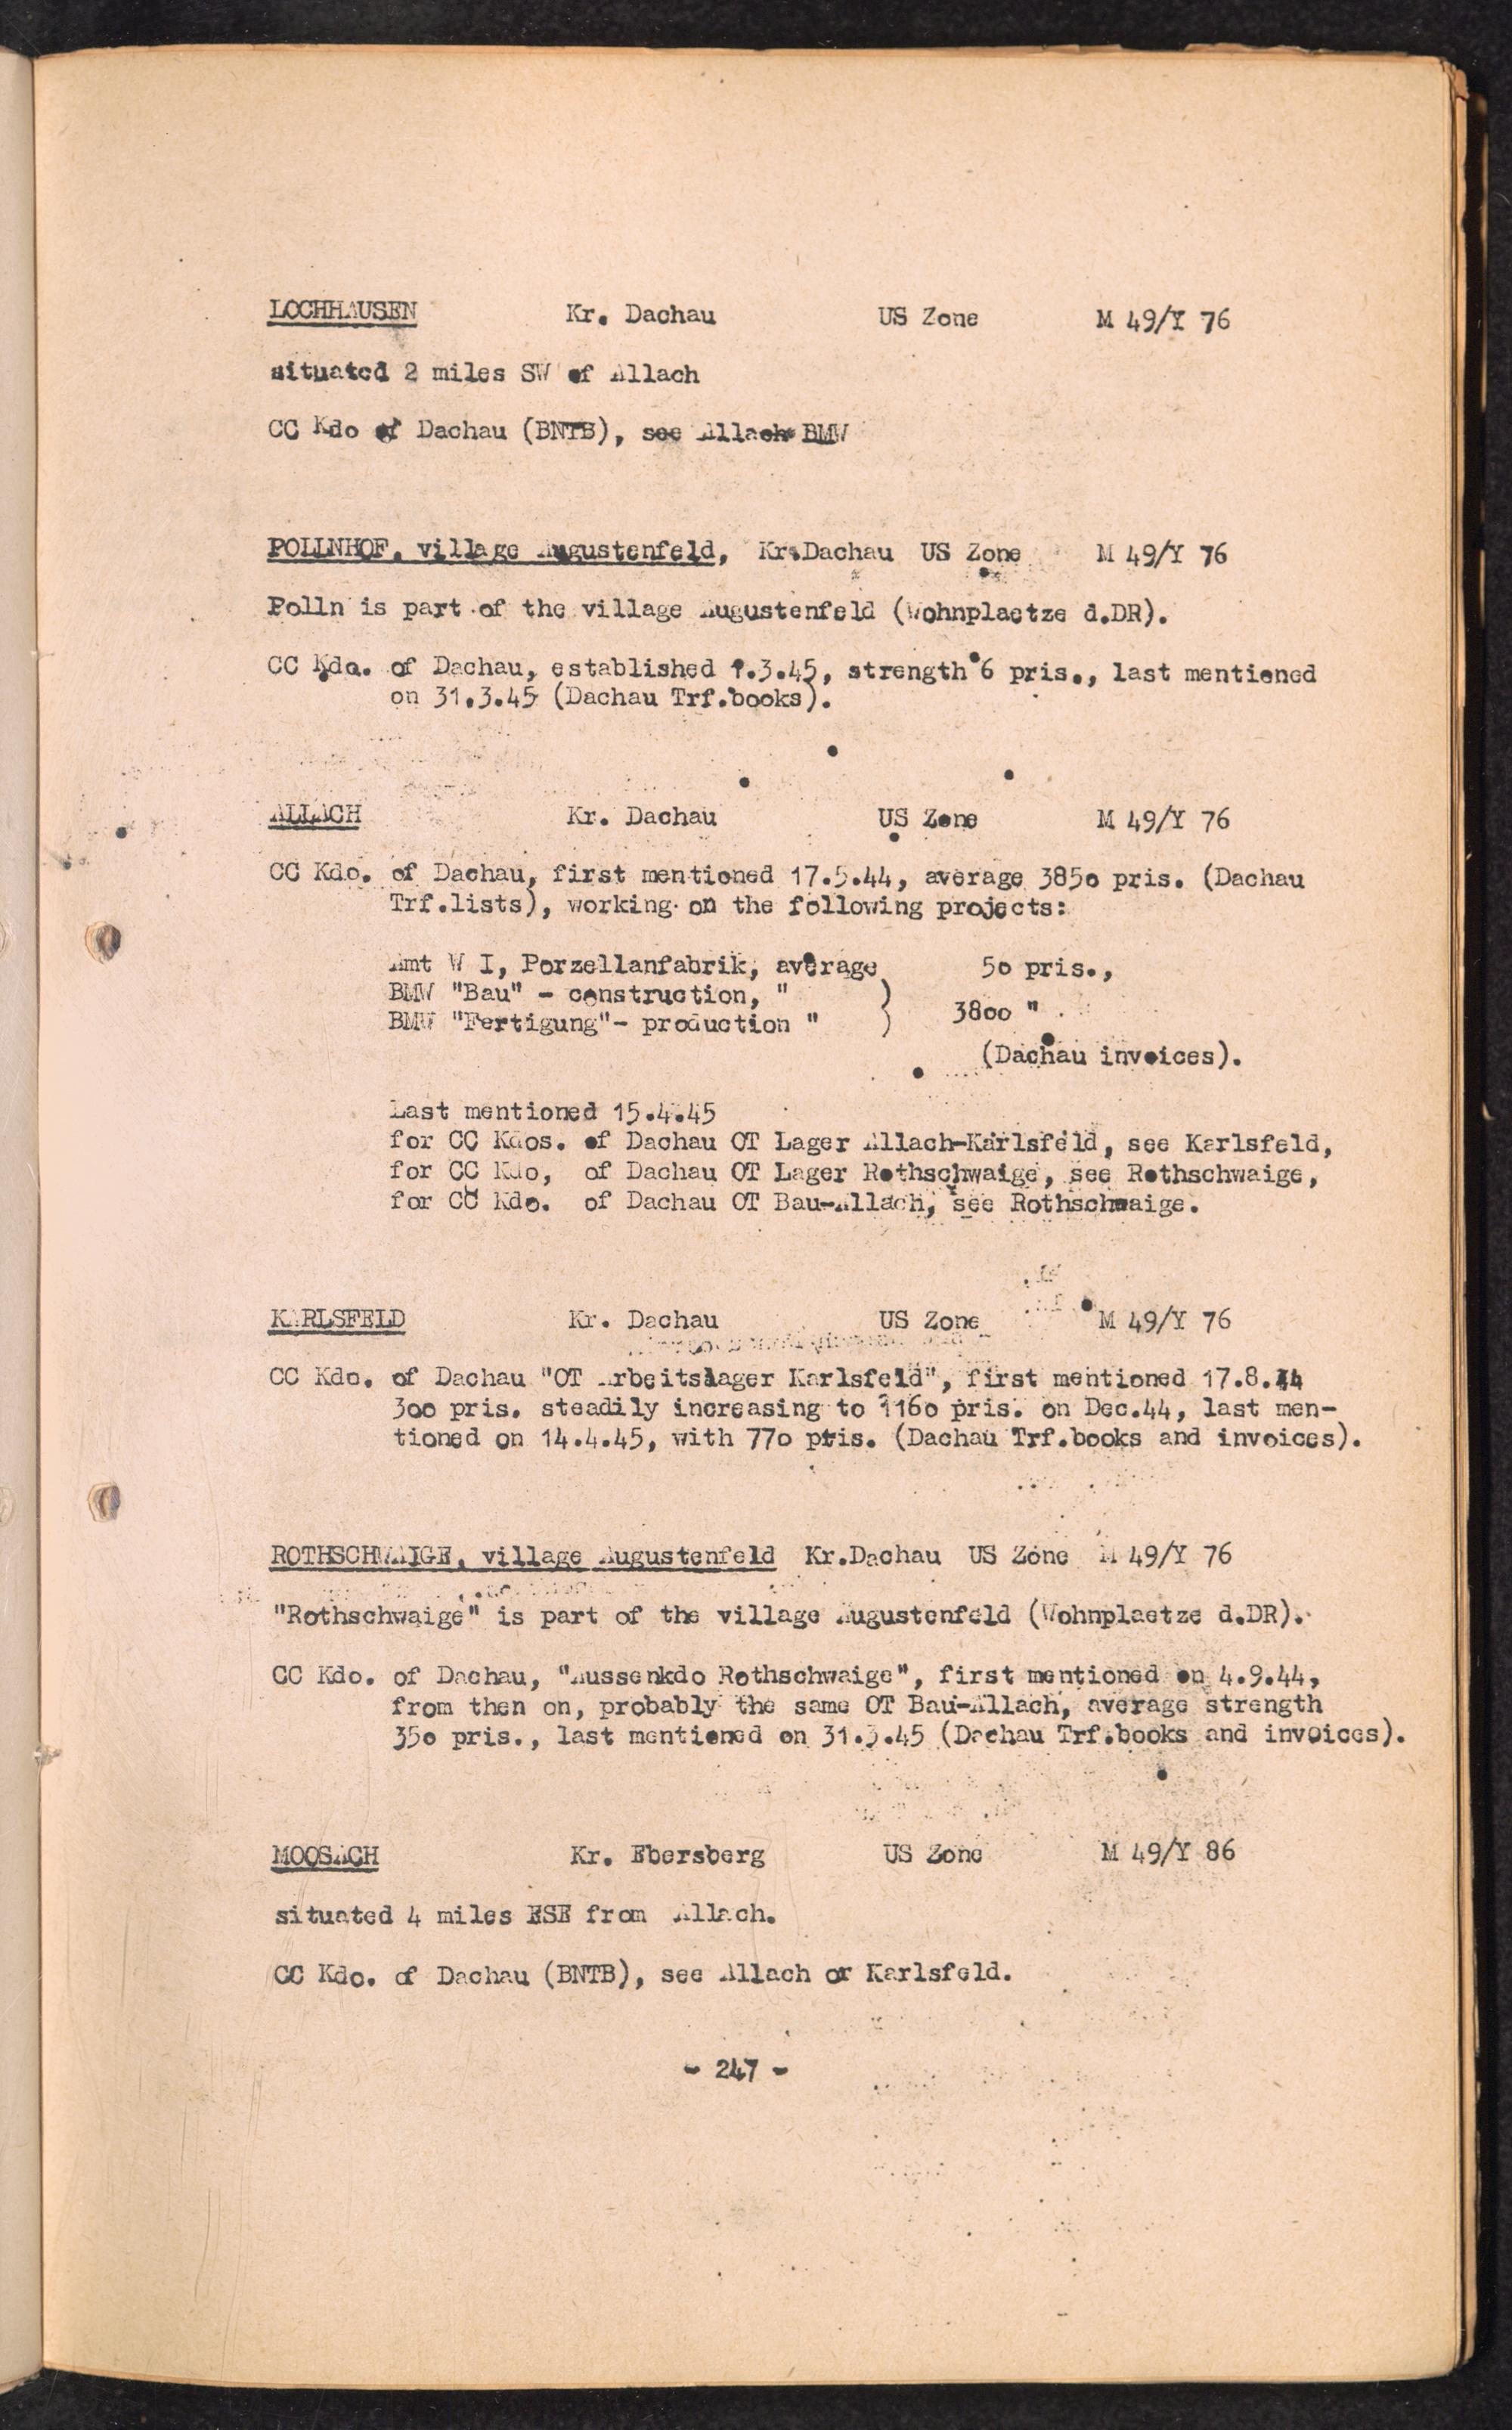 LOCHHAUSEN Kr. Dachau US Zone M 49/Y 76
situated 2 miles SW of Allach
CC Kdo of Dachau (BNTB), see Allach BMW
POLLNHOF, village Augustenfeld, Kr.Dachau US Zone M 49/Y 76
Polln is part of the village Augustenfeld (Wohnplaetze d.DR).
CC Kdo. of Dachau, established 1.3.45, strength 6 pris., last mentioned
on 31.3.45 (Dachau Trf.books).
ALLACH Kr. Dachau US Zone M 49/Y 76
CC Kdo. of Dachau, first mentioned 17.5.44, average 3850 pris. (Dachau
Trf.lists), working on the following projects:
Amt W I, Porzellanfabrik, average 50 pris.,
BMW "Bau" - construction, "
BMW "Fertigung"- production " ) 3800 "
(Dachau invoices).
Last mentioned 15.4.45
for CC Kdos. of Dachau OT Lager Allach-Karlsfeld, see Karlsfeld,
for CC Kdo, of Dachau OT Lager Rothschwaige, see Rothschwaige,
for CC Kdo. of Dachau OT Bau-Allach, see Rothschwaige.
KARLSFELD Kr. Dachau US Zone M 49/Y 76
CC Kdo. of Dachau "OT Arbeitslager Karlsfeld", first mentioned 17.8.44
300 pris. steadily increasing to 1160 pris. on Dec.44, last men-
tioned on 14.4.45, with 770 pris. (Dachau Trf.books and invoices).
ROTHSCHWAIGE, village Augustenfeld Kr.Dachau US Zone M 49/Y 76
"Rothschwaige" is part of the village Augustenfeld (Wohnplaetze d.DR).
CC Kdo. of Dachau, "Aussenkdo Rothschwaige", first mentioned on 4.9.44,
from then on, probably the same OT Bau-Allach, average strength
350 pris., last mentioned on 31.3.45 (Dachau Trf.books and invoices).
MOOSACH Kr. Ebersberg US Zone M 49/Y 86
situated 4 miles ESE from Allach.
CC Kdo. of Dachau (BNTB), see Allach or Karlsfeld.
- 247 -